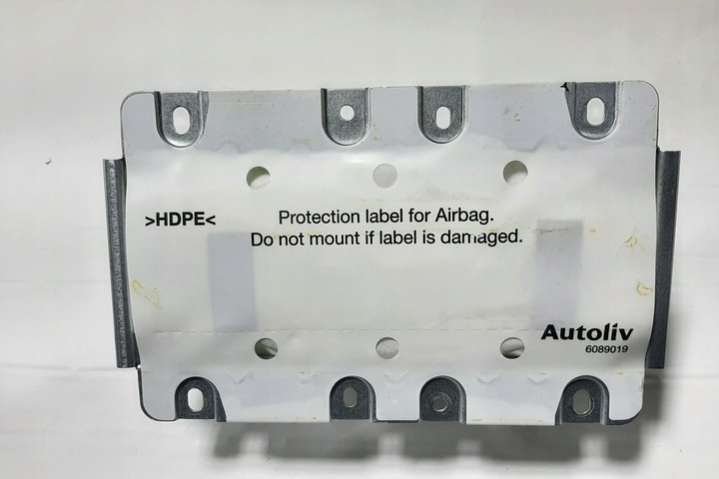 >HDPE<
Protection label for Airbag.
Do not mount if label is damaged.
Autoliv
6089019